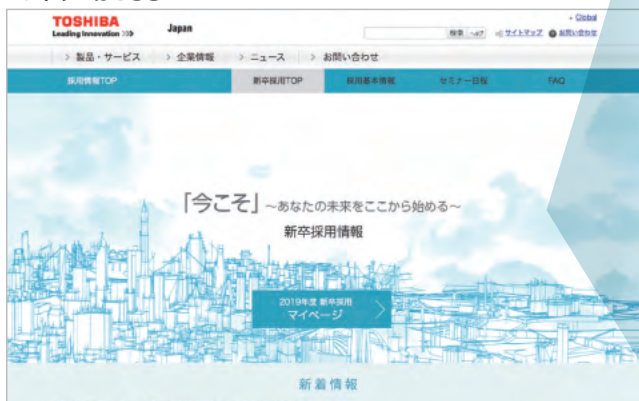 TOSHIBA
Leading Innovation >>>
Japan
Global
検索
ヘルプ
サイトマップ
お問い合わせ
> 製品・サービス
> 企業情報
> ニュース
> お問い合わせ
採用情報TOP
新卒採用TOP
採用基本情報
セミナー日程
FAQ
「今こそ」～あなたの未来をここから始める～
新卒採用情報
2019年度 新卒採用
マイページ
新着情報